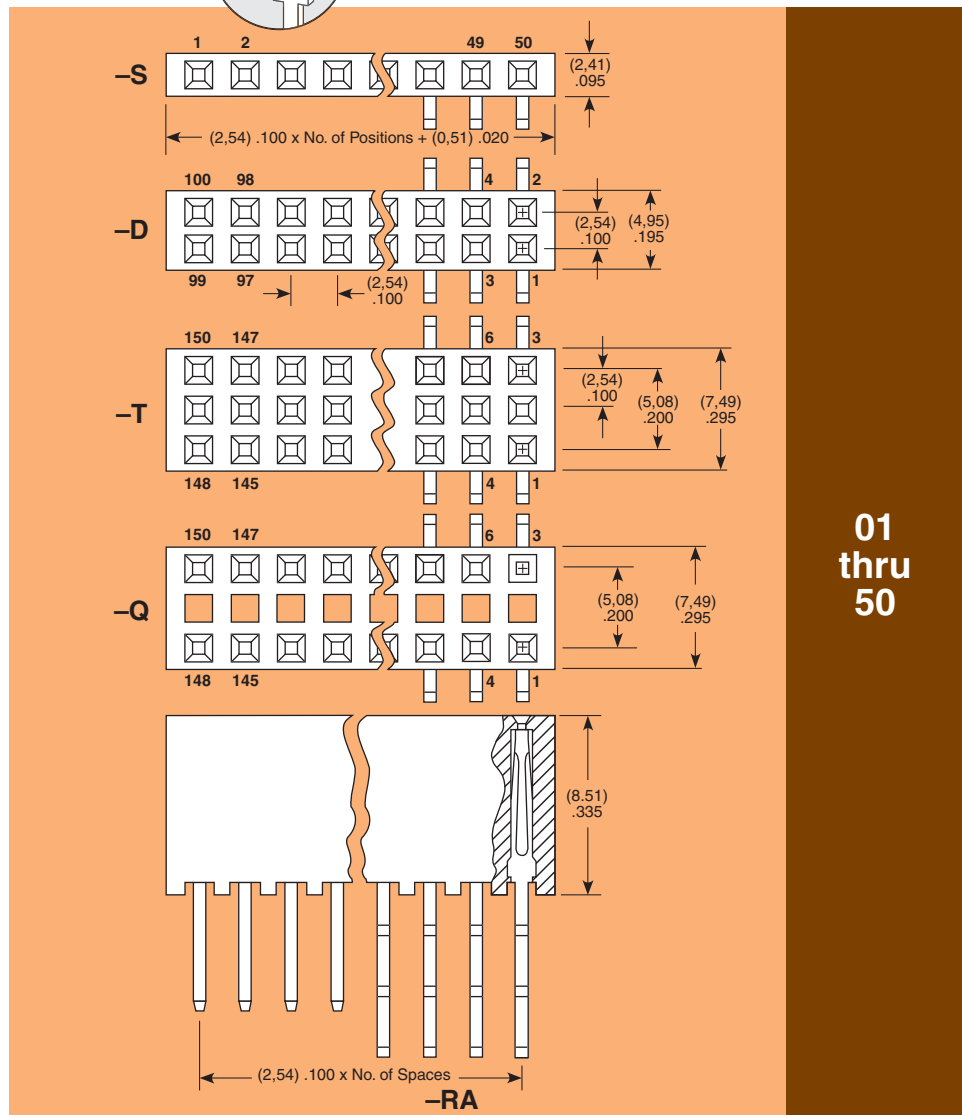 1 2 49 50
–S
(2,41)
.095
(2,54) .100 x No. of Positions + (0,51) .020
100 98 4 2
–D
(2,54)
.100
(4,95)
.195
99 97 3 1
(2,54)
.100
150 147 6 3
–T
(2,54)
.100
(5,08)
.200
(7,49)
.295
148 145 4 1
150 147 6 3
–Q
(5,08)
.200
(7,49)
.295
148 145 4 1
(8.51)
.335
(2,54) .100 x No. of Spaces
–RA
01
thru
50